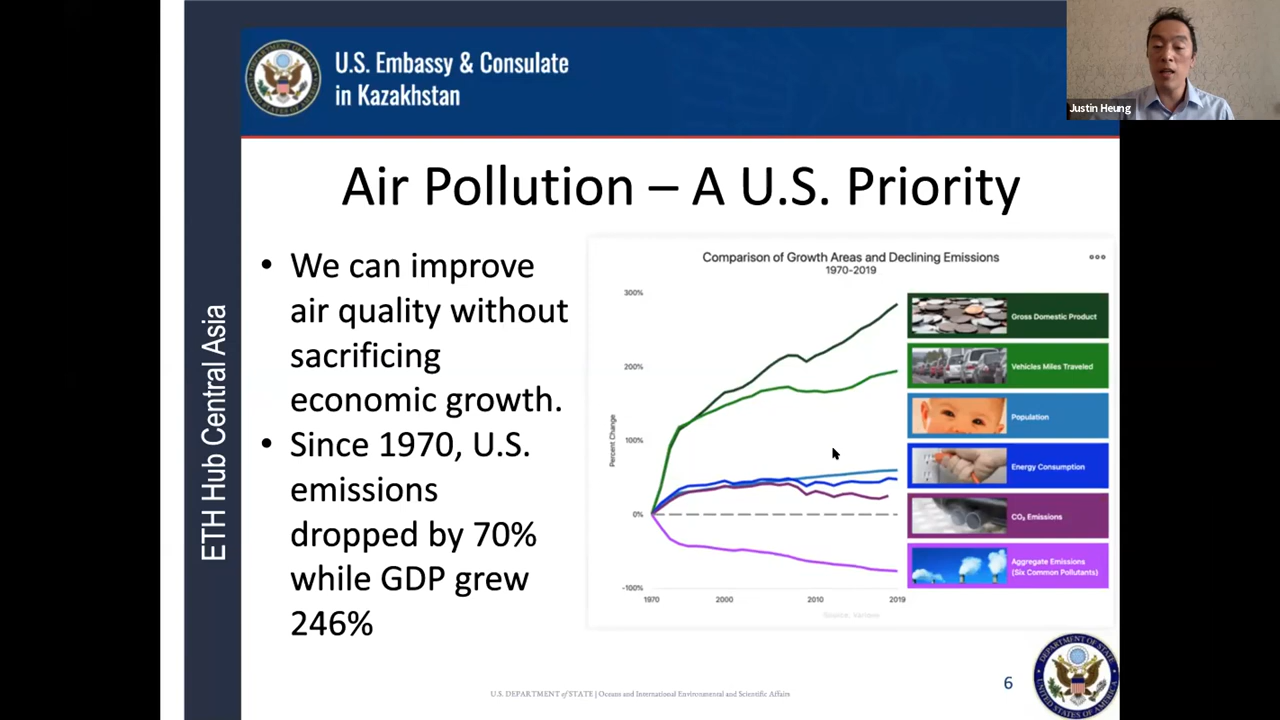 U.S. Embassy & Consulate
in Kazakhstan
Justin Heung
ETH Hub Central Asia
Air Pollution – A U.S. Priority
• We can improve
air quality without
sacrificing
economic growth.
• Since 1970, U.S.
emissions
dropped by 70%
while GDP grew
246%
Comparison of Growth Areas and Declining Emissions
1970-2019
Percent Change
300%
200%
100%
0%
-100%
1970
2000
2010
2019
Gross Domestic Product
Vehicles Miles Traveled
Population
Energy Consumption
CO₂ Emissions
Aggregate Emissions
(Six Common Pollutants)
Source, Various
U.S. DEPARTMENT of STATE | Oceans and International Environmental and Scientific Affairs
6